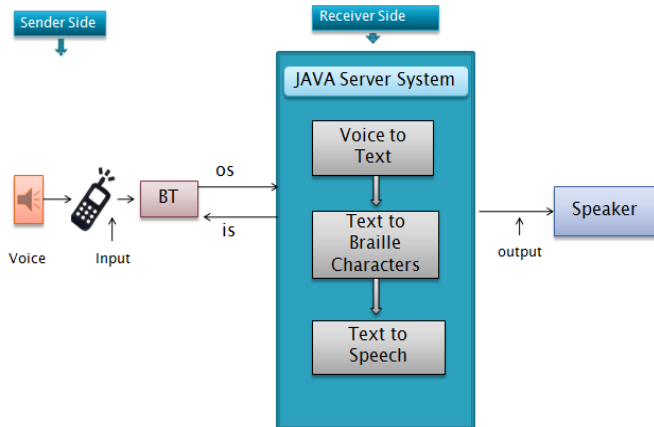 Sender Side
Receiver Side
JAVA Server System
Voice to
Text
os
BT
is
Text to
Braille
Characters
Speaker
Voice
Input
output
Text to
Speech